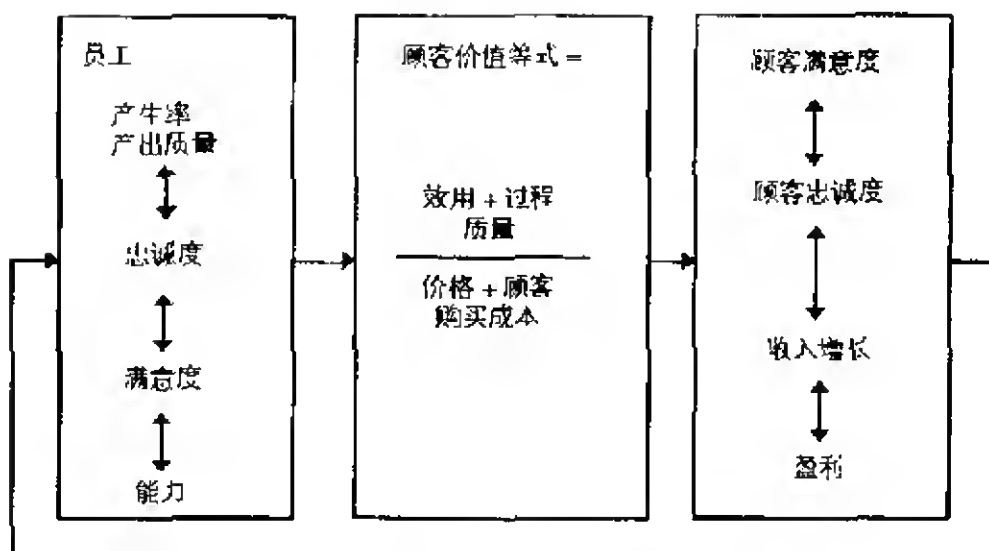 员工
产生率
产出质量
忠诚度
满意度
能力
顾客价值等式 =
效用 + 过程
质量
价格 + 顾客
购买成本
顾客满意度
顾客忠诚度
收入增长
盈利